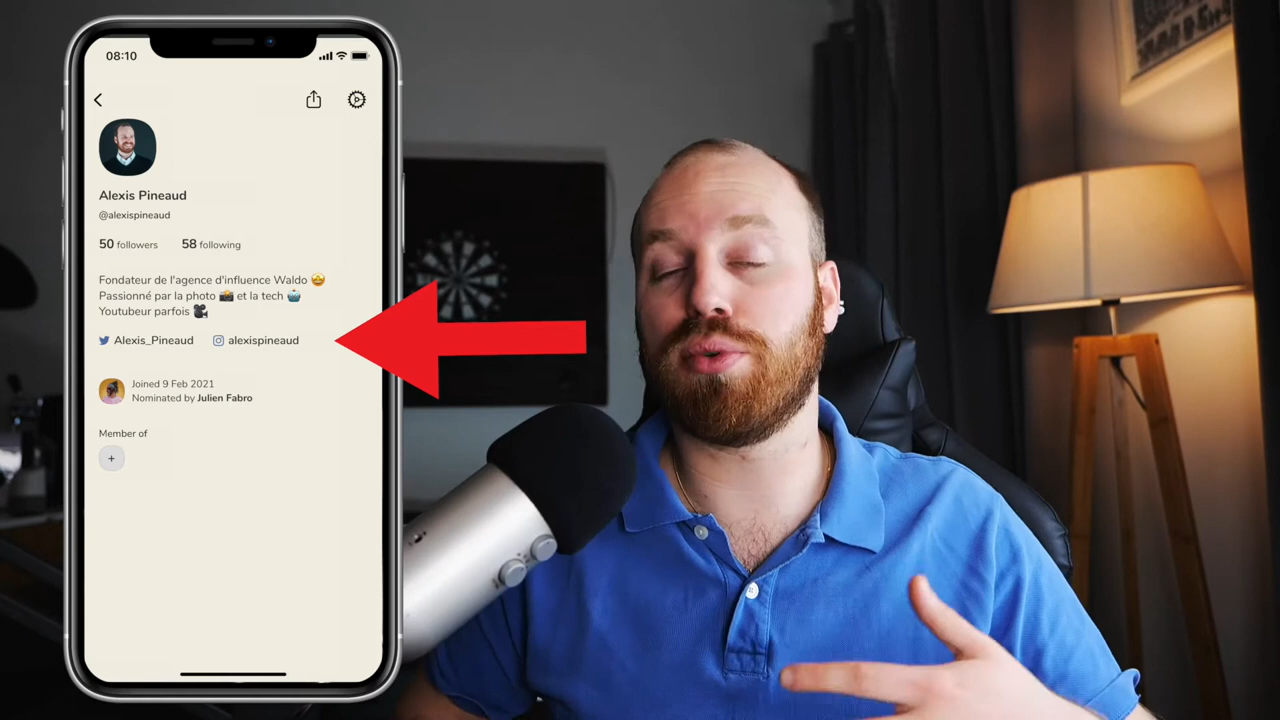 08:10
Alexis Pineaud
@alexispineaud
50 followers 58 following
Fondateur de l'agence d'influence Waldo 🤩
Passionné par la photo 📸 et la tech 🤖
Youtubeur parfois 🎥
Alexis_Pineaud alexispineaud
Joined 9 Feb 2021
Nominated by Julien Fabro
Member of
+